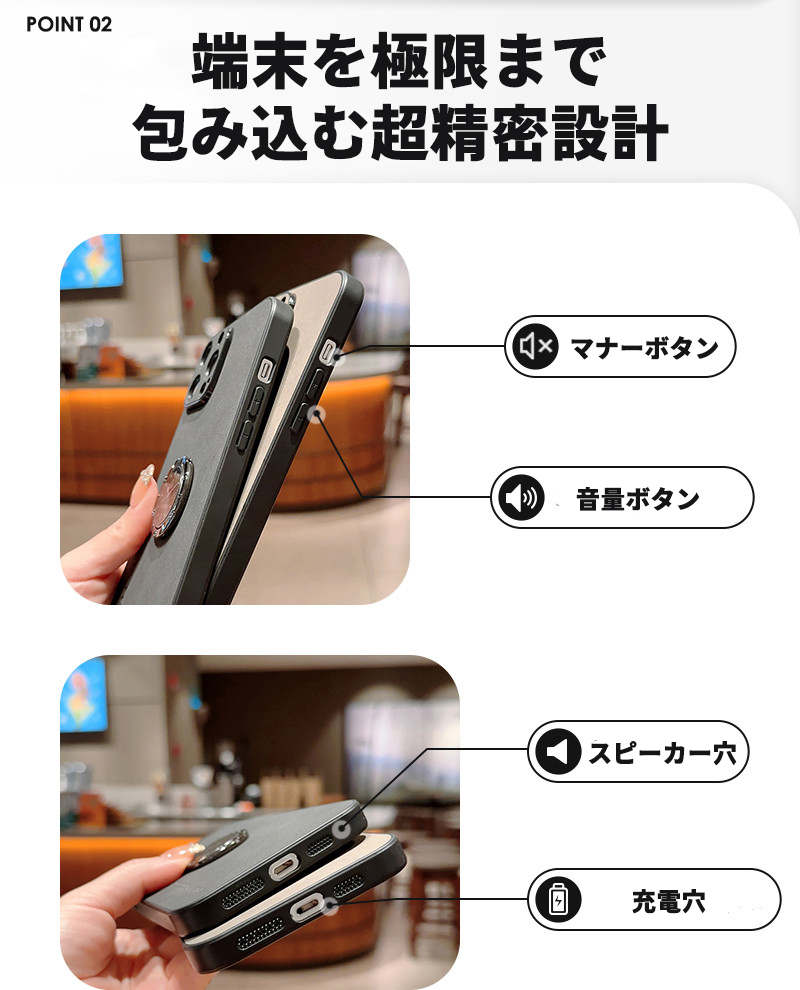 POINT 02
端末を極限まで
包み込む超精密設計
マナーボタン
音量ボタン
スピーカー穴
充電穴